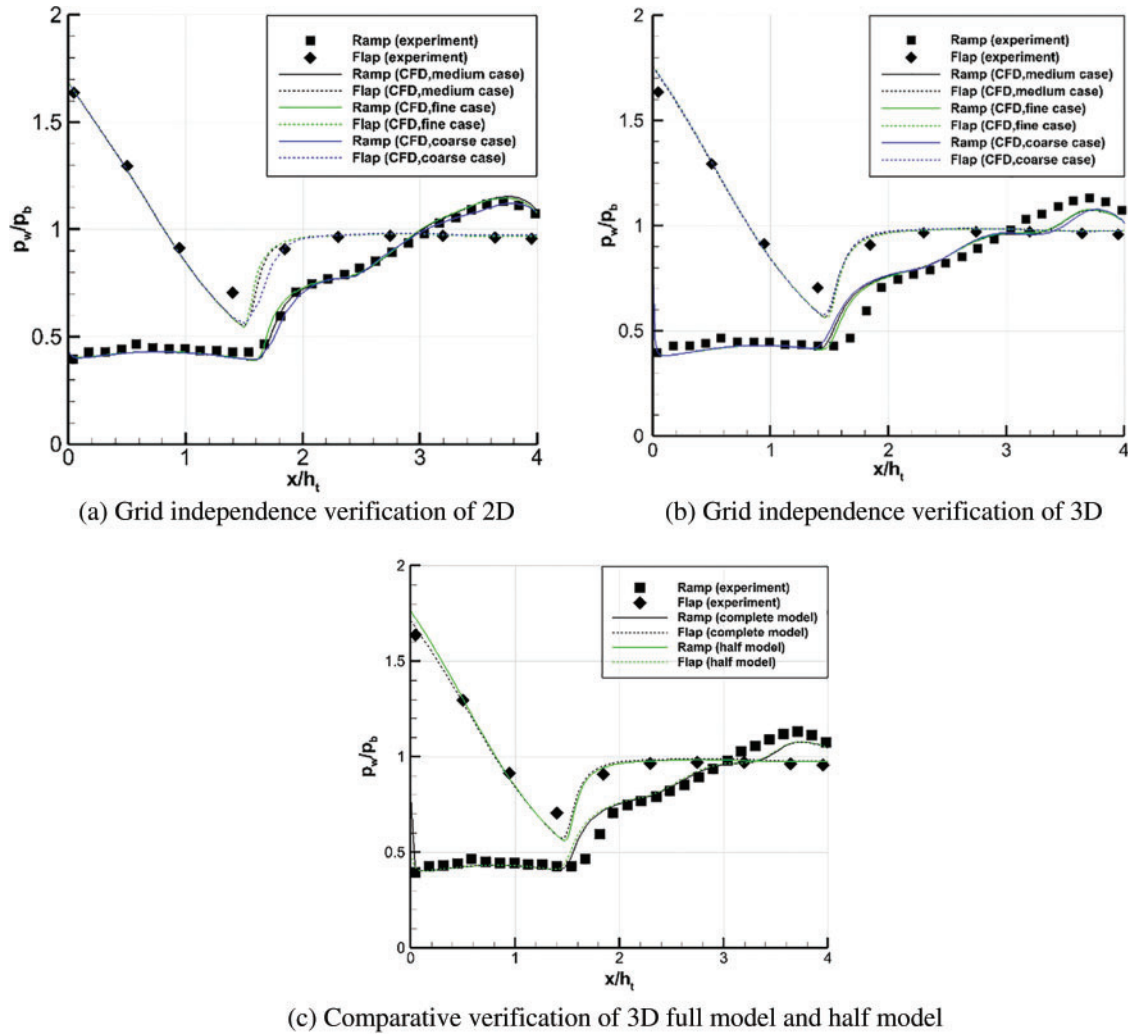 2
Ramp (experiment)
Flap (experiment)
Ramp (CFD,medium case)
Flap (CFD,medium case)
Ramp (CFD,fine case)
Flap (CFD,fine case)
Ramp (CFD,coarse case)
Flap (CFD,coarse case)
1.5
pw/pb
1
0.5
0
0 1 2 3 4
x/ht
(a) Grid independence verification of 2D
2
Ramp (experiment)
Flap (experiment)
Ramp (CFD,medium case)
Flap (CFD,medium case)
Ramp (CFD,fine case)
Flap (CFD,fine case)
Ramp (CFD,coarse case)
Flap (CFD,coarse case)
1.5
pw/pb
1
0.5
0
0 1 2 3 4
x/ht
(b) Grid independence verification of 3D
2
Ramp (experiment)
Flap (experiment)
Ramp (complete model)
Flap (complete model)
Ramp (half model)
Flap (half model)
1.5
pw/pb
1
0.5
0
0 1 2 3 4
x/ht
(c) Comparative verification of 3D full model and half model